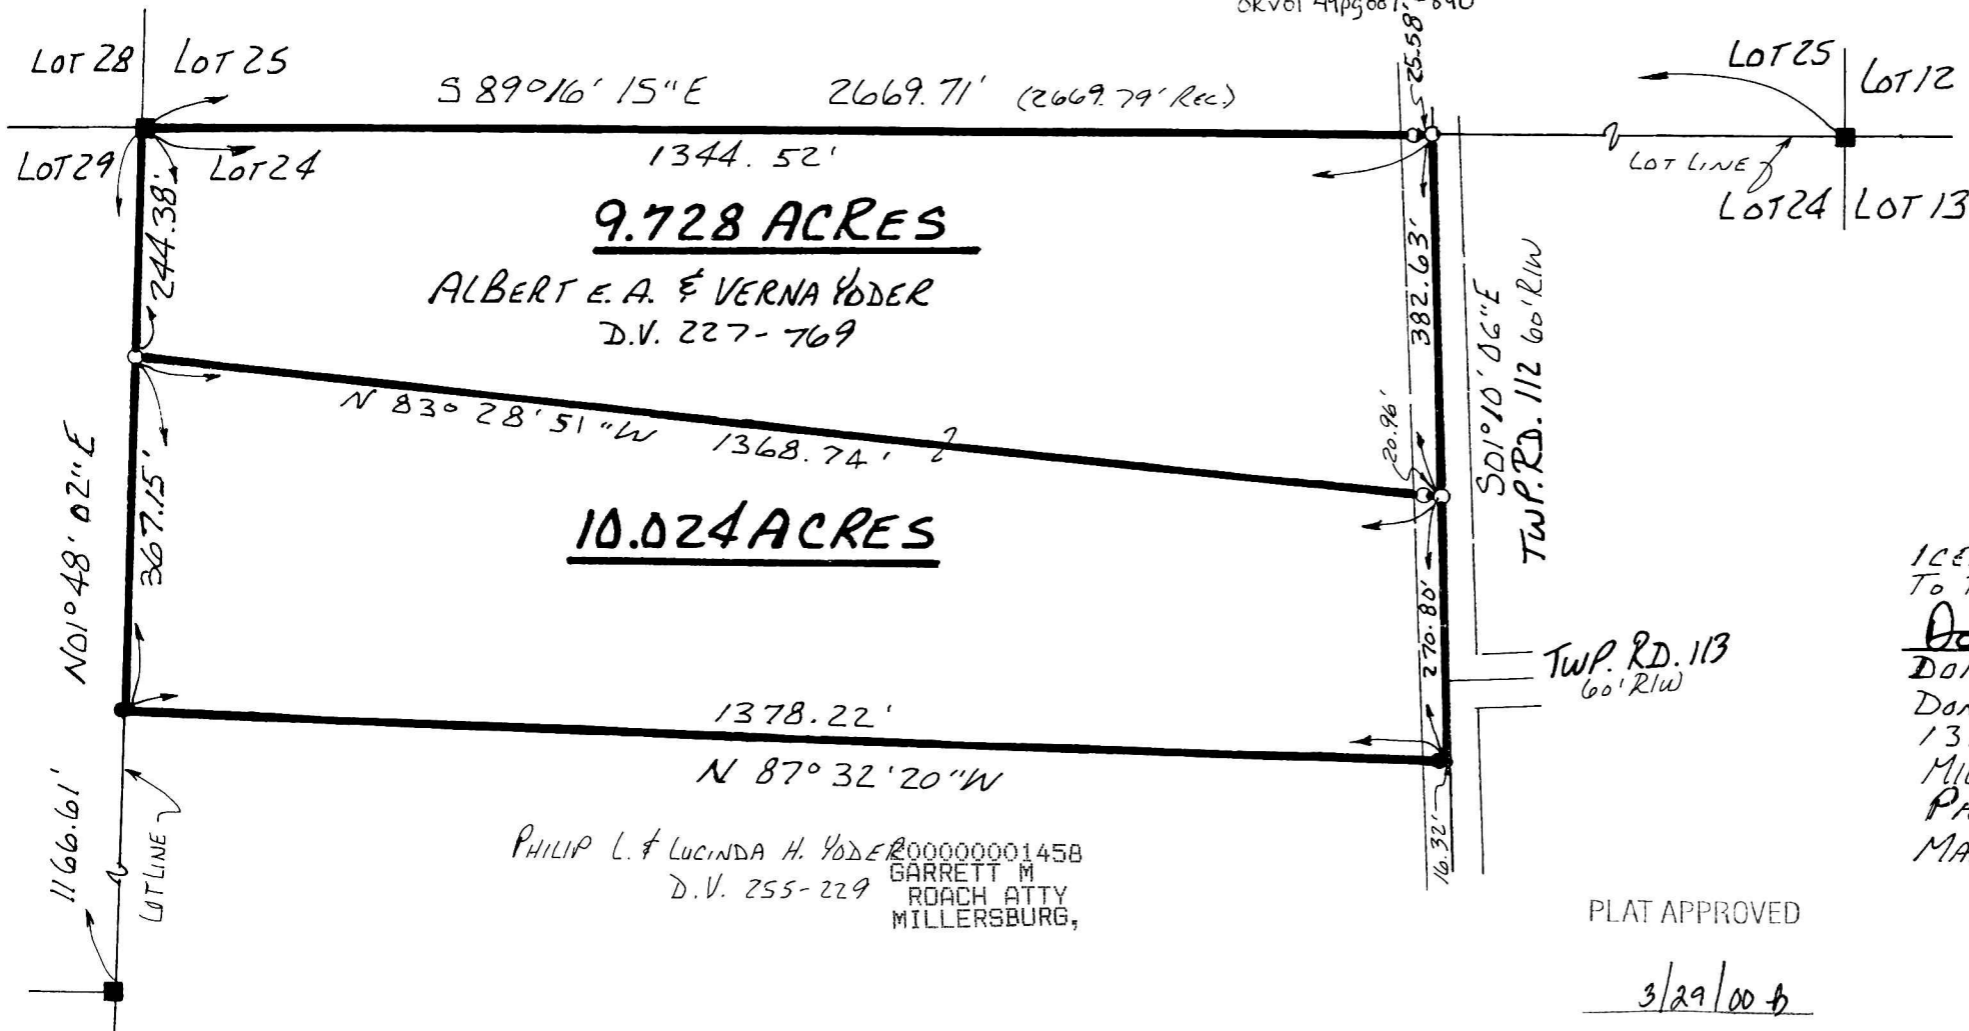 25.58'
LOT 28
LOT 25
S 89°16' 15"E 2669.71' (2669.79' REC.)
LOT 25
LOT 12
LOT 29
LOT 24
1344.52'
LOT LINE
LOT 24
LOT 13
244.38'
9.728 ACRES
382.63'
ALBERT E.A. & VERNA YODER
D.V. 227-769
S01°10'06"E
TWP. RD. 112 60' R/W
N 83° 28' 51"W 1368.74'
20.96'
N01°48' 02"E
367.15'
10.024 ACRES
270.80'
TWP. RD. 113
60' R/W
1378.22'
N 87° 32' 20"W
1166.61'
LOT LINE
16.32'
PHILIP L. & LUCINDA H. YODER
D.V. 255-229
200000001458
GARRETT M
ROACH ATTY
MILLERSBURG,
PLAT APPROVED
3/29/00